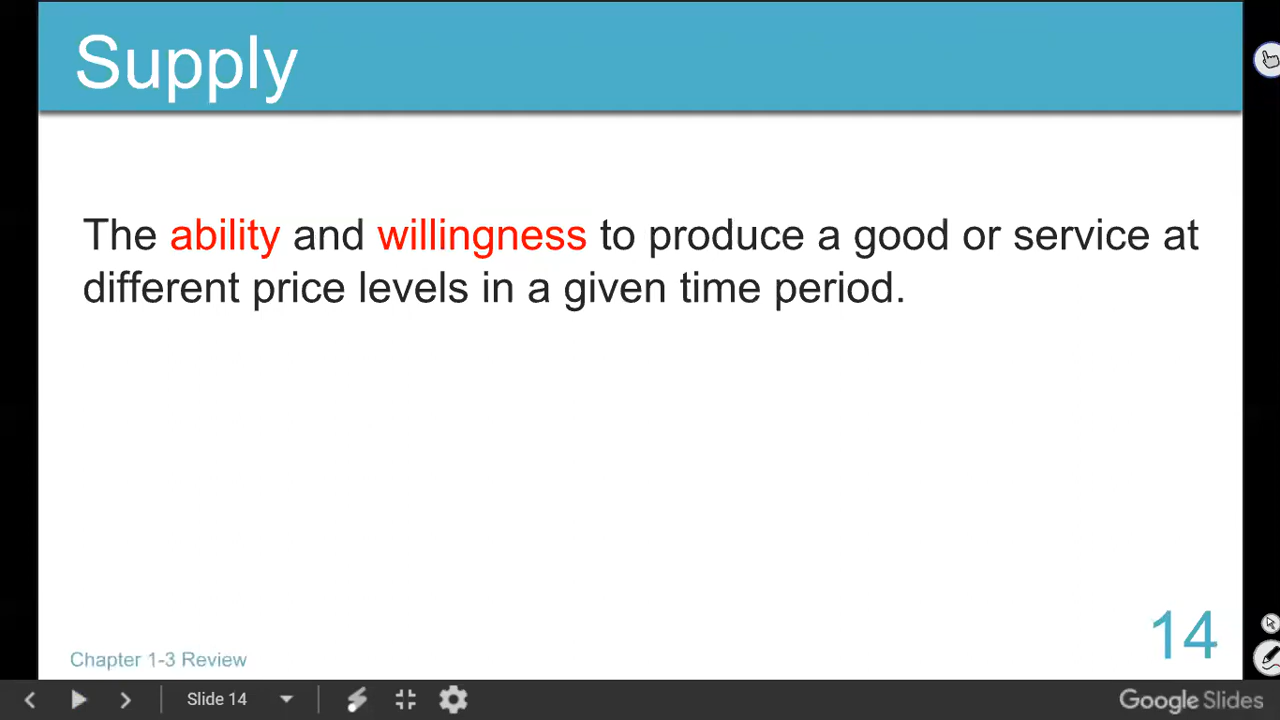 Supply
The ability and willingness to produce a good or service at
different price levels in a given time period.
14
Chapter 1-3 Review
Slide 14
Google Slides